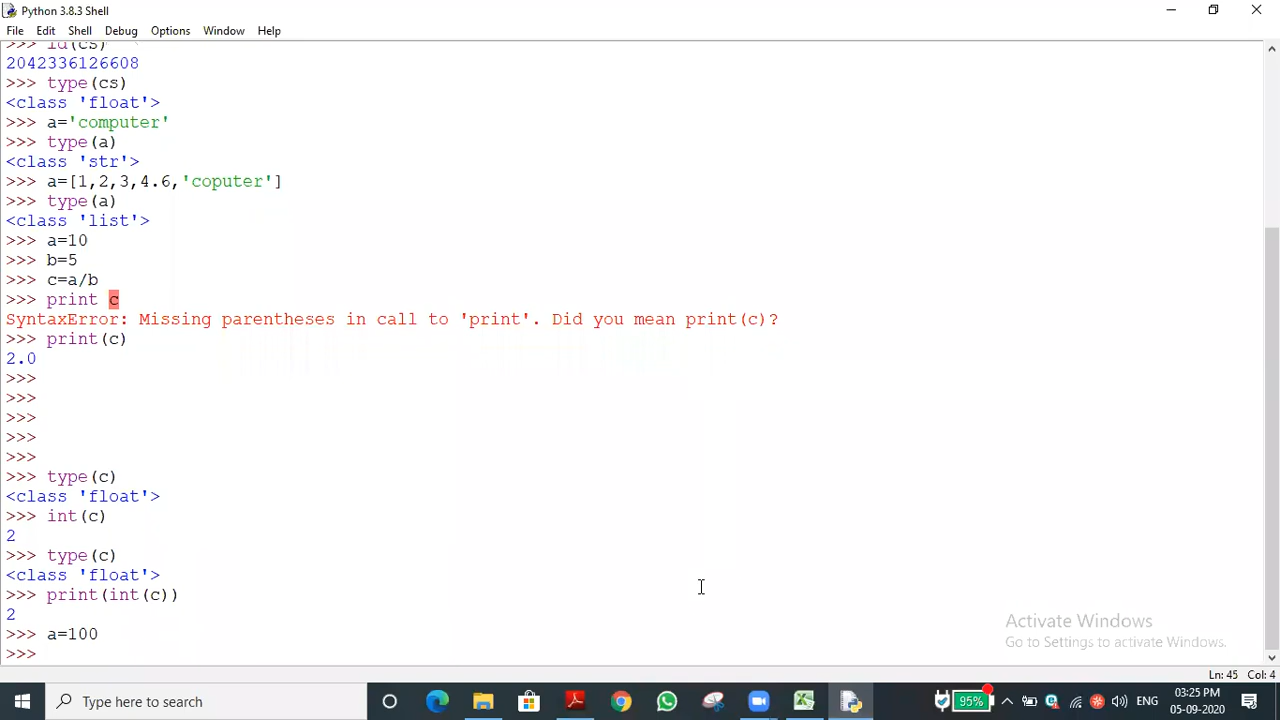 Python 3.8.3 Shell
File Edit Shell Debug Options Window Help
>>> id(cs)
2042336126608
>>> type(cs)
<class 'float'>
>>> a='computer'
>>> type(a)
<class 'str'>
>>> a=[1,2,3,4.6,'coputer']
>>> type(a)
<class 'list'>
>>> a=10
>>> b=5
>>> c=a/b
>>> print c
SyntaxError: Missing parentheses in call to 'print'. Did you mean print(c)?
>>> print(c)
2.0
>>>
>>>
>>>
>>>
>>>
>>> type(c)
<class 'float'>
>>> int(c)
2
>>> type(c)
<class 'float'>
>>> print(int(c))
2
>>> a=100
>>>
Activate Windows
Go to Settings to activate Windows.
Ln: 45 Col: 4
Type here to search
95%
ENG
03:25 PM
05-09-2020